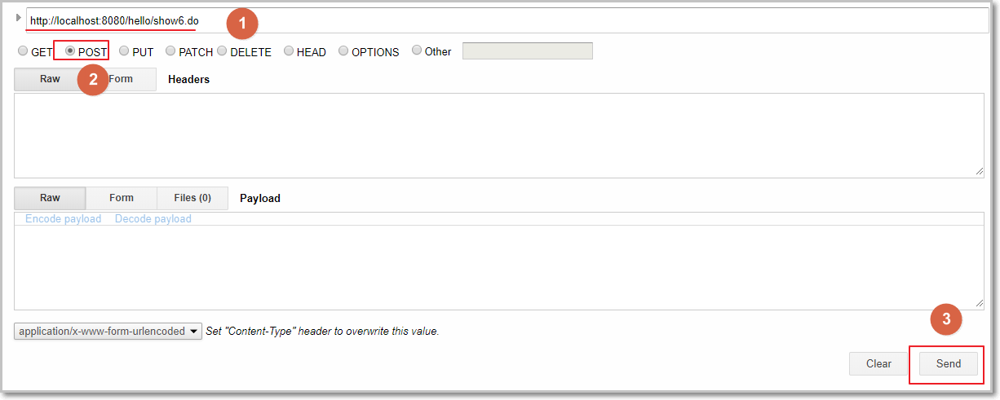 http://localhost:8080/hello/show6.do 1
GET POST PUT PATCH DELETE HEAD OPTIONS Other
Raw 2 Form Headers
Raw Form Files (0) Payload
Encode payload Decode payload
application/x-www-form-urlencoded Set "Content-Type" header to overwrite this value.
3
Clear Send